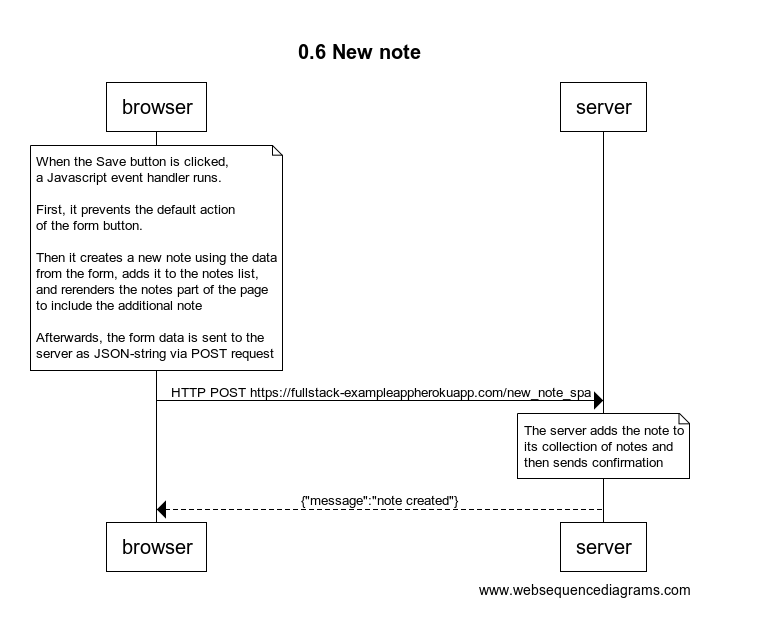 0.6 New note
browser
server
When the Save button is clicked,
a Javascript event handler runs.
First, it prevents the default action
of the form button.
Then it creates a new note using the data
from the form, adds it to the notes list,
and rerenders the notes part of the page
to include the additional note
Afterwards, the form data is sent to the
server as JSON-string via POST request
HTTP POST https://fullstack-exampleappherokuapp.com/new_note_spa
The server adds the note to
its collection of notes and
then sends confirmation
{"message":"note created"}
browser
server
www.websequencediagrams.com